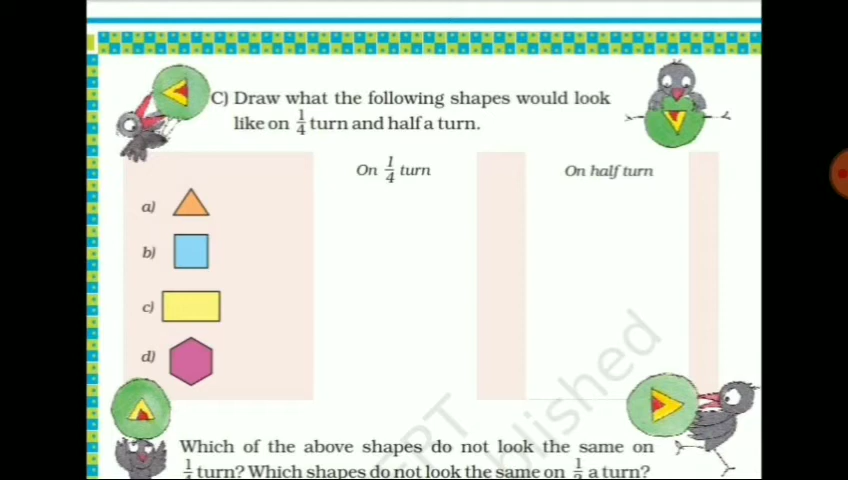 C) Draw what the following shapes would look
like on 1/4 turn and half a turn.
On 1/4 turn
On half turn
a)
b)
c)
d)
Which of the above shapes do not look the same on
1/4 turn? Which shapes do not look the same on 1/2 a turn?